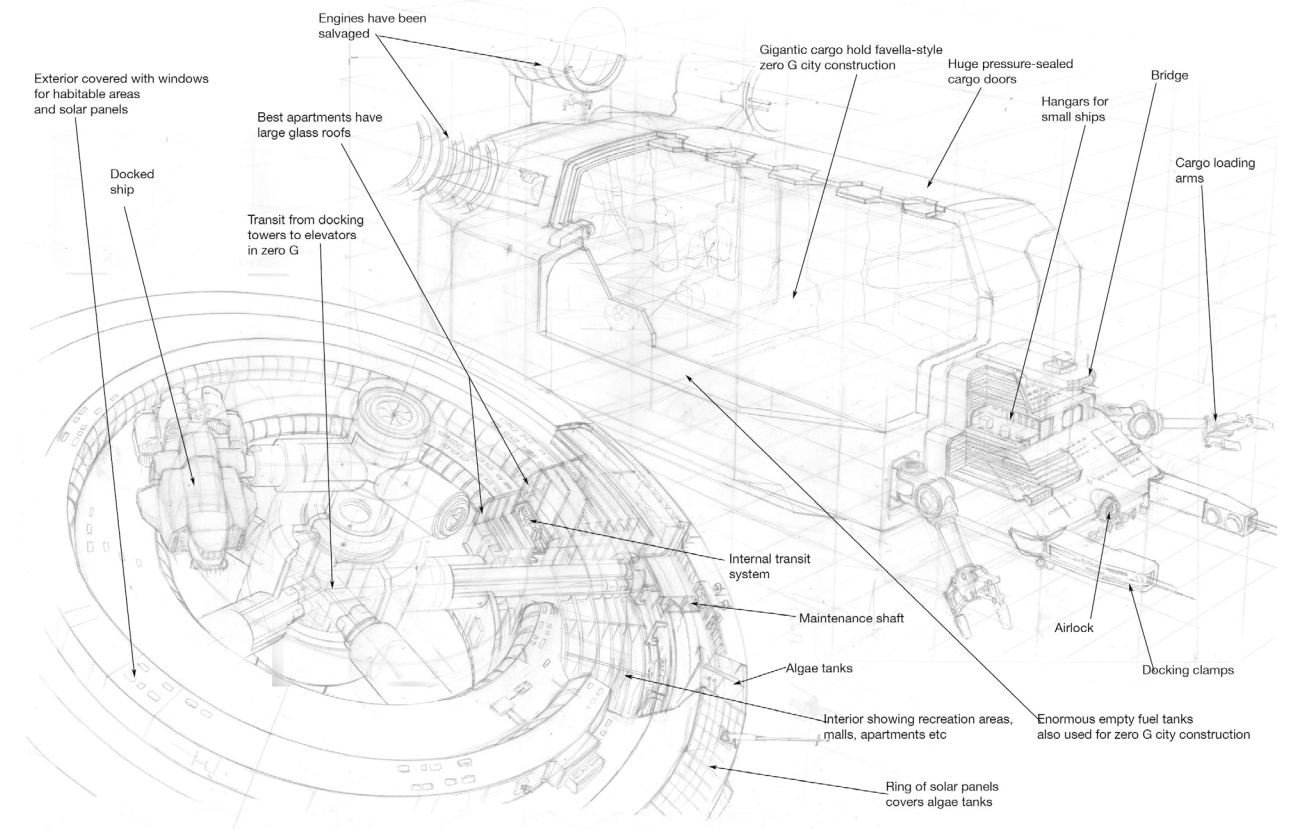 Engines have been
salvaged
Gigantic cargo hold favella-style
zero G city construction
Huge pressure-sealed
cargo doors
Bridge
Exterior covered with windows
for habitable areas
and solar panels
Hangars for
small ships
Best apartments have
large glass roofs
Cargo loading
arms
Docked
ship
Transit from docking
towers to elevators
in zero G
Internal transit
system
Maintenance shaft
Airlock
Algae tanks
Docking clamps
Interior showing recreation areas,
malls, apartments etc
Enormous empty fuel tanks
also used for zero G city construction
Ring of solar panels
covers algae tanks